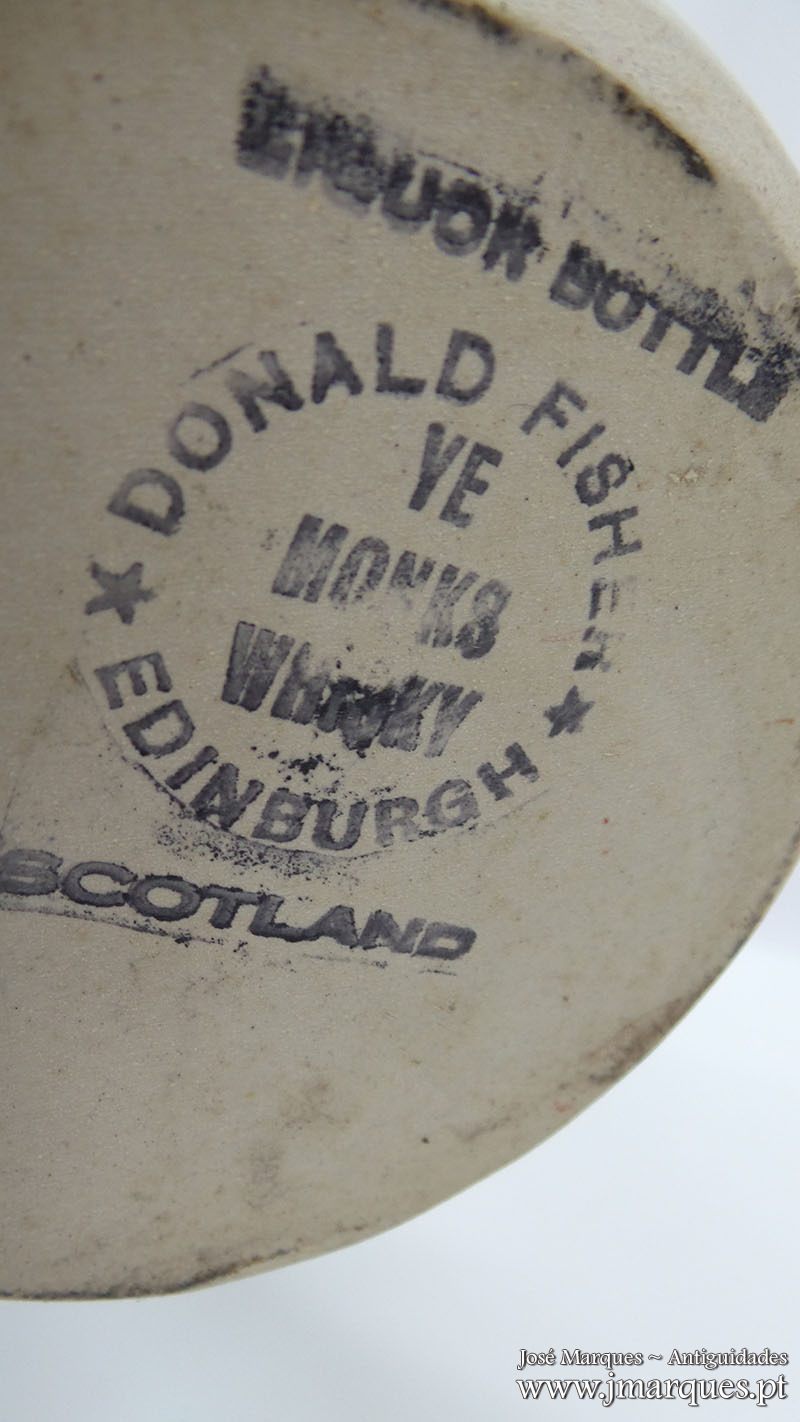 LIQUOR BOTTLE
★ DONALD FISHER ★
YE
MONKS
WHISKY
EDINBURGH
SCOTLAND
José Marques ~ Antiguidades
www.jmarques.pt